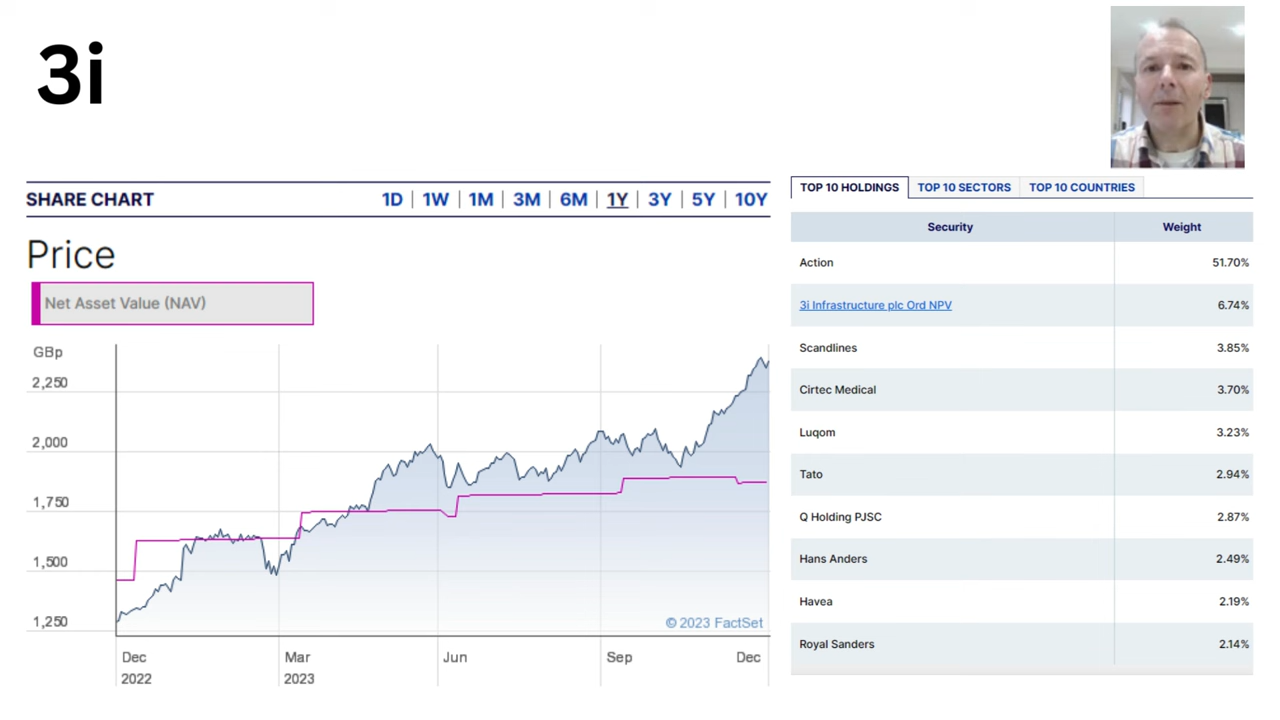 3i
SHARE CHART 1D | 1W | 1M | 3M | 6M | 1Y | 3Y | 5Y | 10Y
Price
Net Asset Value (NAV)
GBp
2,250
2,000
1,750
1,500
1,250
© 2023 FactSet
Dec Mar Jun Sep Dec
2022 2023
TOP 10 HOLDINGS TOP 10 SECTORS TOP 10 COUNTRIES
Security Weight
Action 51.70%
3i Infrastructure plc Ord NPV 6.74%
Scandlines 3.85%
Cirtec Medical 3.70%
Luqom 3.23%
Tato 2.94%
Q Holding PJSC 2.87%
Hans Anders 2.49%
Havea 2.19%
Royal Sanders 2.14%